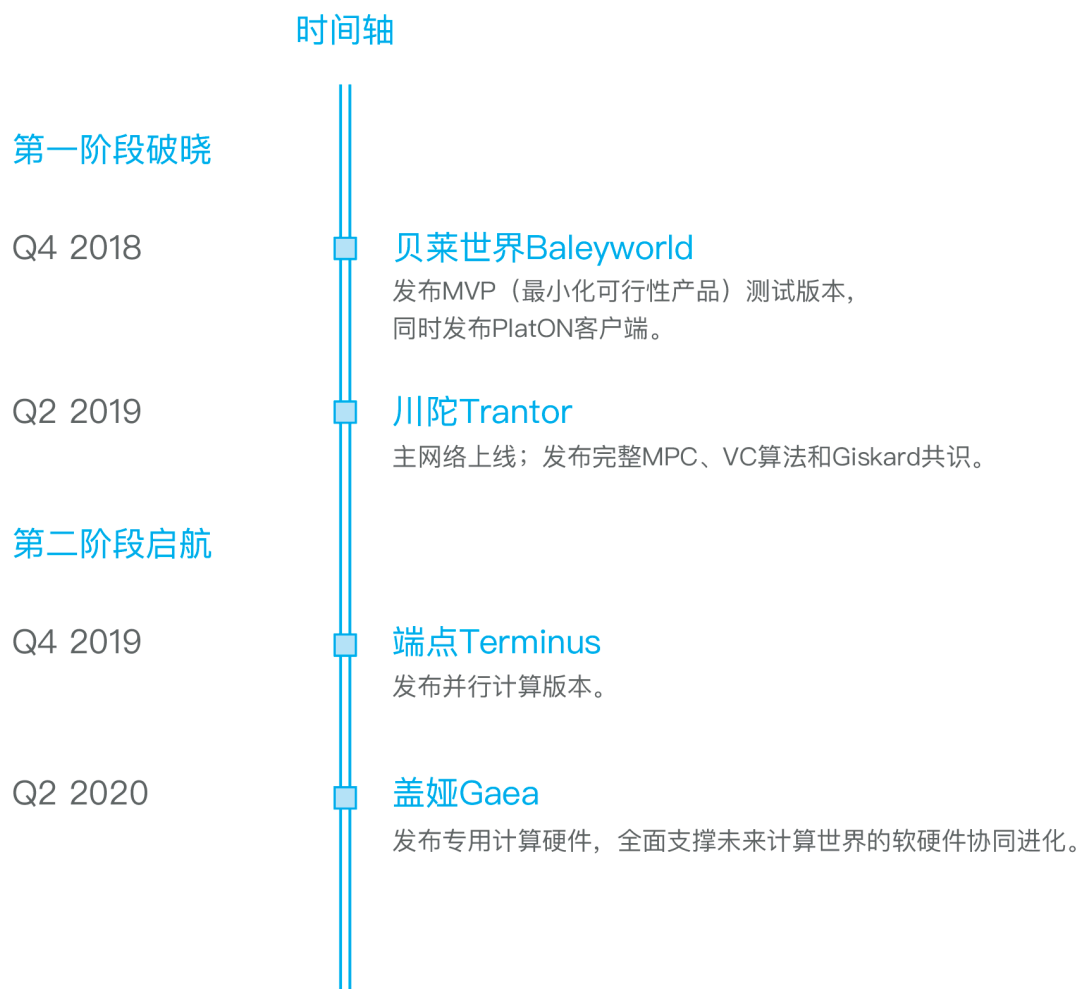 时间轴
第一阶段破晓
Q4 2018
贝莱世界Baleyworld
发布MVP（最小化可行性产品）测试版本，
同时发布PlatON客户端。
Q2 2019
川陀Trantor
主网络上线；发布完整MPC、VC算法和Giskard共识。
第二阶段启航
Q4 2019
端点Terminus
发布并行计算版本。
Q2 2020
盖娅Gaea
发布专用计算硬件，全面支撑未来计算世界的软硬件协同进化。